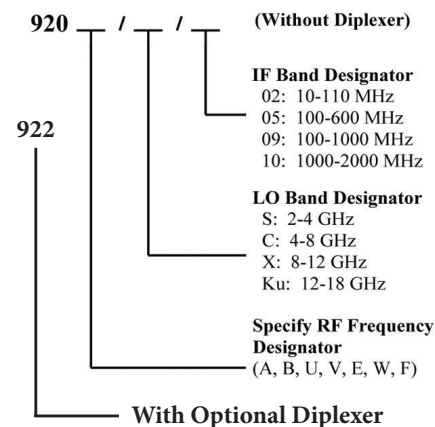 920 __ / __ / __ (Without Diplexer)
IF Band Designator
02: 10-110 MHz
05: 100-600 MHz
09: 100-1000 MHz
10: 1000-2000 MHz
922
LO Band Designator
S: 2-4 GHz
C: 4-8 GHz
X: 8-12 GHz
Ku: 12-18 GHz
Specify RF Frequency
Designator
(A, B, U, V, E, W, F)
With Optional Diplexer